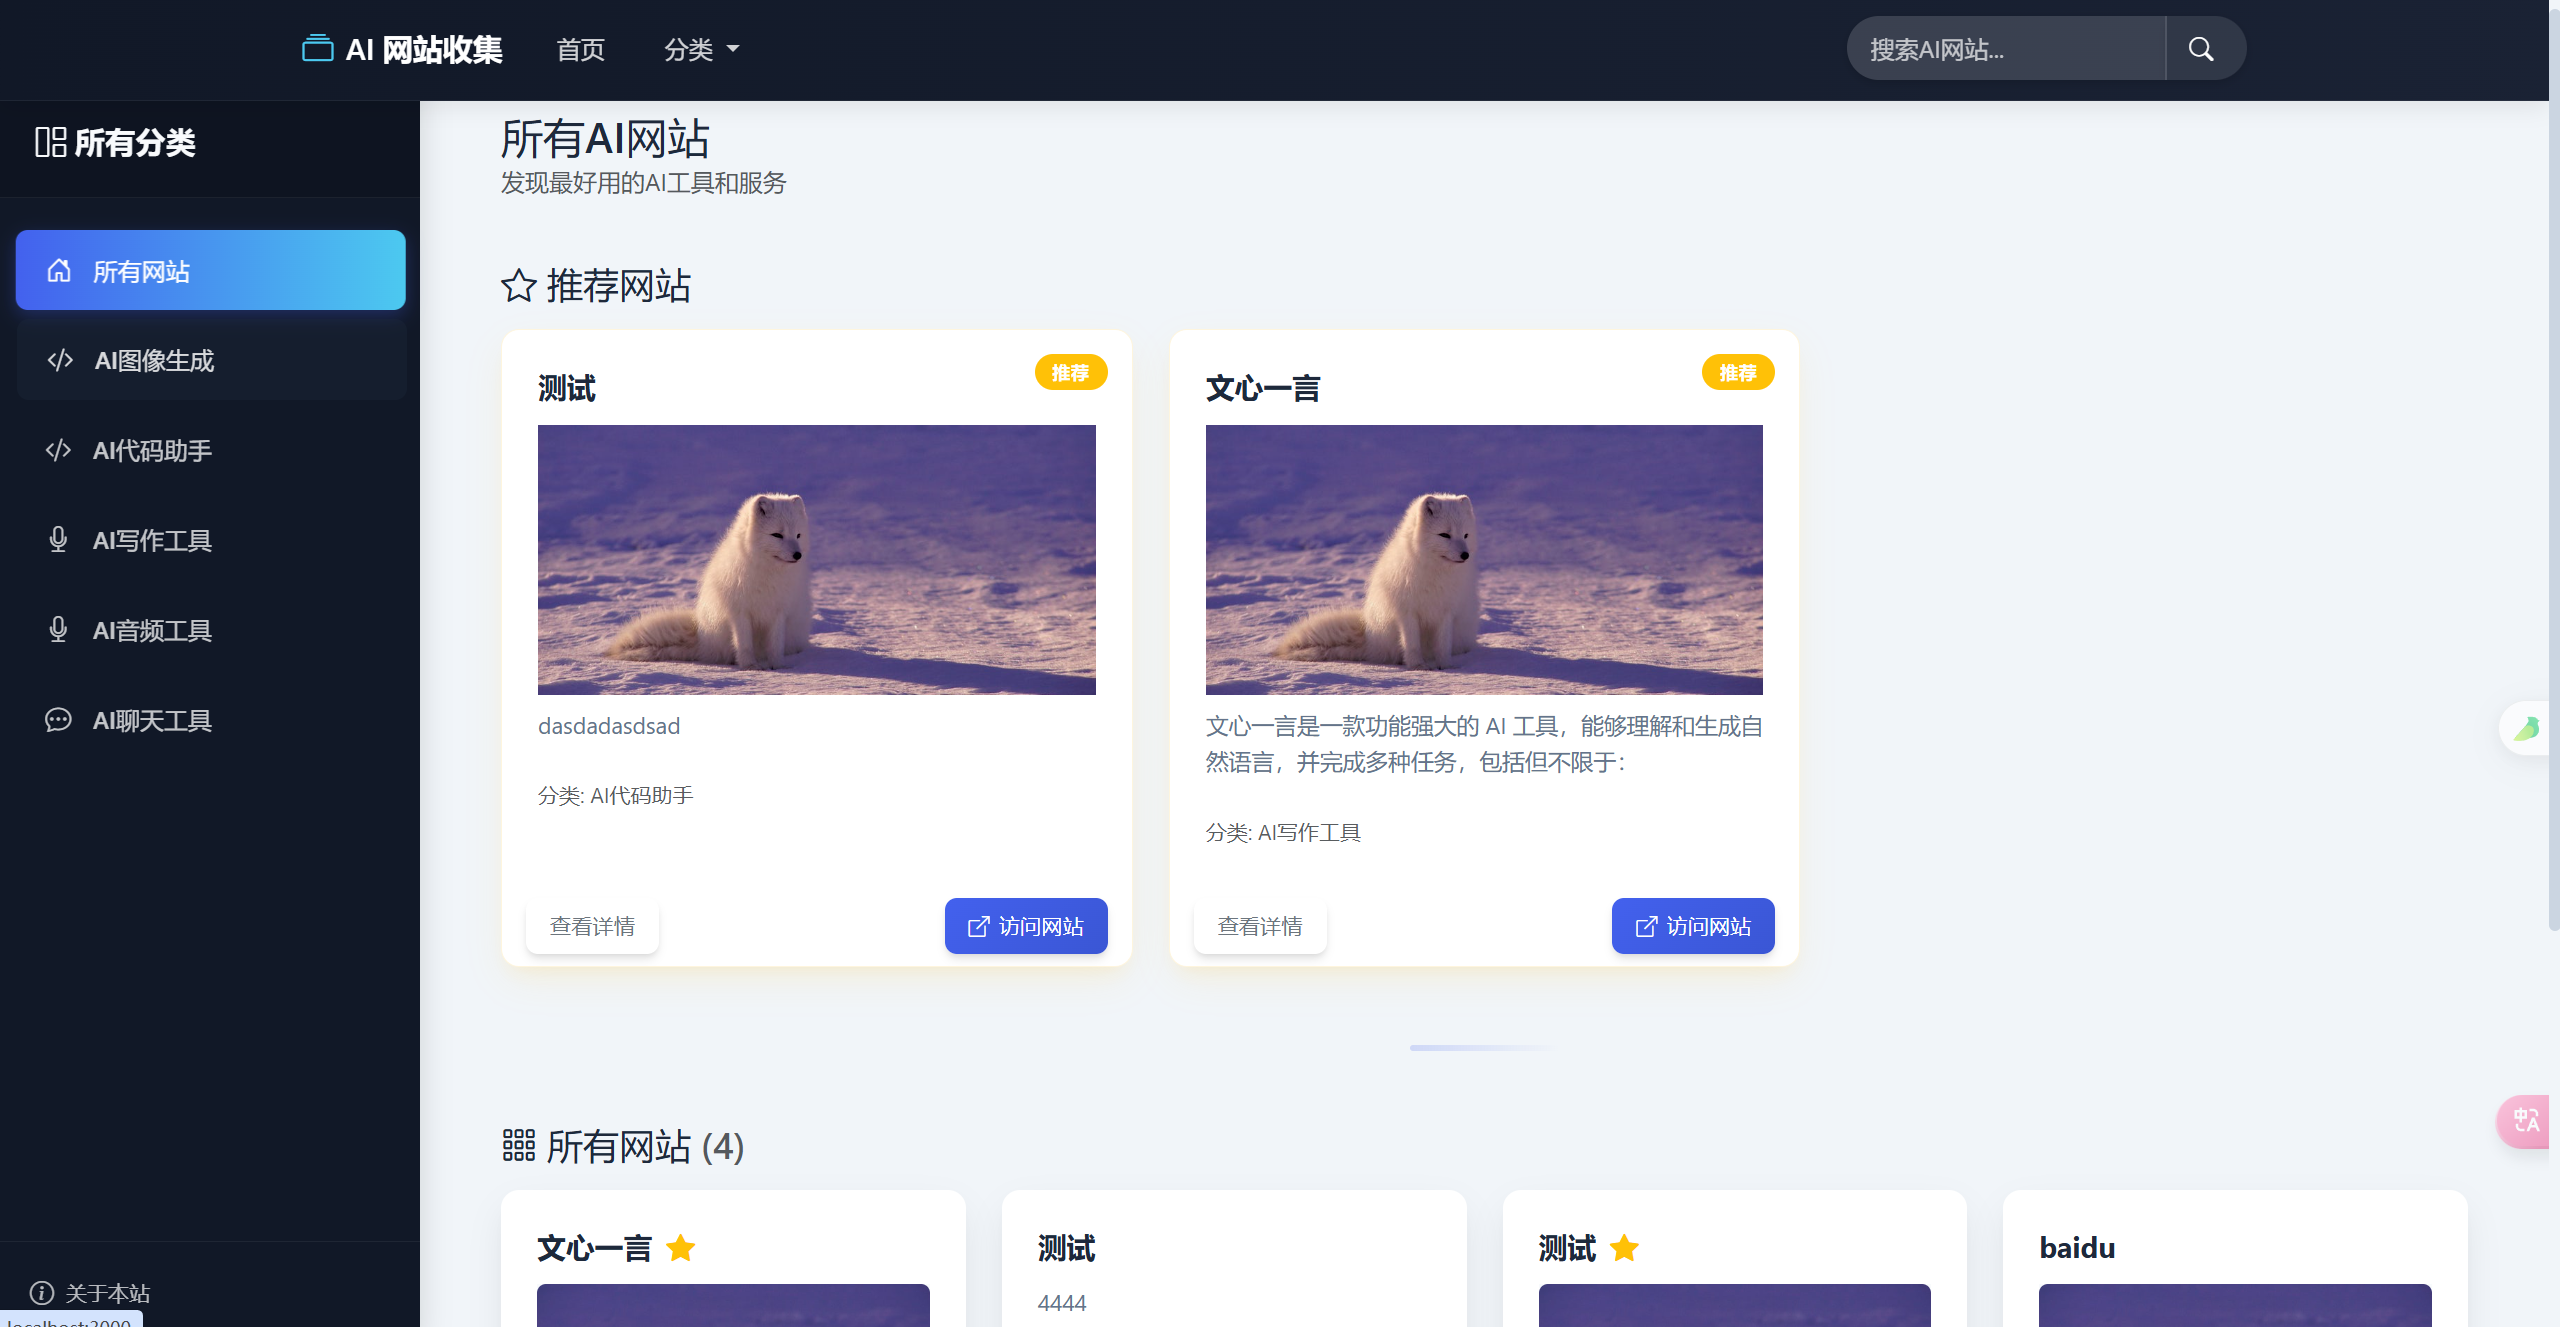 AI 网站收集
首页
分类
搜索AI网站...
所有分类
所有网站
AI图像生成
AI代码助手
AI写作工具
AI音频工具
AI聊天工具
关于本站
localhost:3000
所有AI网站
发现最好用的AI工具和服务
推荐网站
测试
推荐
dasdadasdsad
分类: AI代码助手
查看详情
访问网站
文心一言
推荐
文心一言是一款功能强大的 AI 工具，能够理解和生成自
然语言，并完成多种任务，包括但不限于：
分类: AI写作工具
查看详情
访问网站
所有网站 (4)
文心一言
测试
4444
测试
baidu
中A